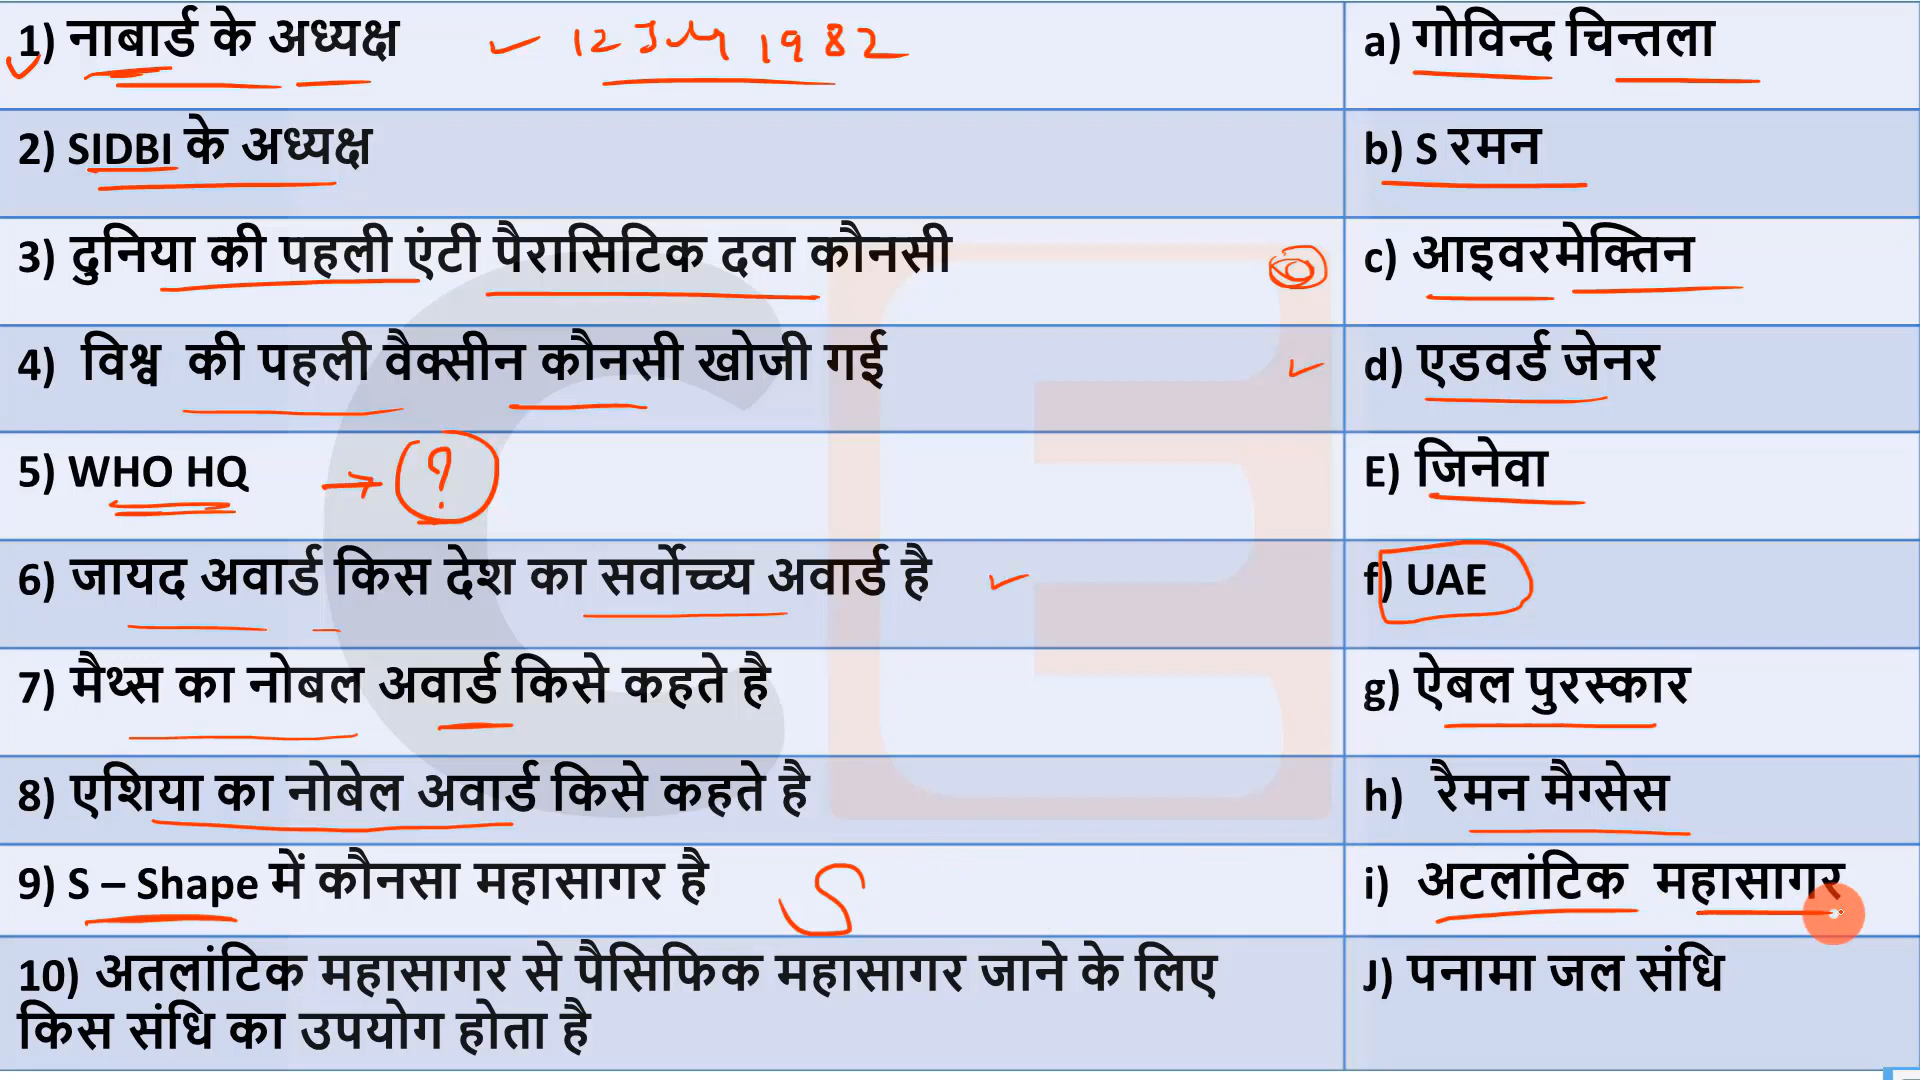 1) नाबार्ड के अध्यक्ष 12 July 1982 a) गोविन्द चिन्तला
2) SIDBI के अध्यक्ष b) S रमन
3) दुनिया की पहली एंटी पैरासिटिक दवा कौनसी c) आइवरमेक्तिन
4) विश्व की पहली वैक्सीन कौनसी खोजी गई d) एडवर्ड जेनर
5) WHO HQ → ? E) जिनेवा
6) जायद अवार्ड किस देश का सर्वोच्च्य अवार्ड है f) UAE
7) मैथ्स का नोबल अवार्ड किसे कहते है g) ऐबल पुरस्कार
8) एशिया का नोबेल अवार्ड किसे कहते है h) रैमन मैग्सेस
9) S – Shape में कौनसा महासागर है S i) अटलांटिक महासागर
10) अतलांटिक महासागर से पैसिफिक महासागर जाने के लिए J) पनामा जल संधि
किस संधि का उपयोग होता है